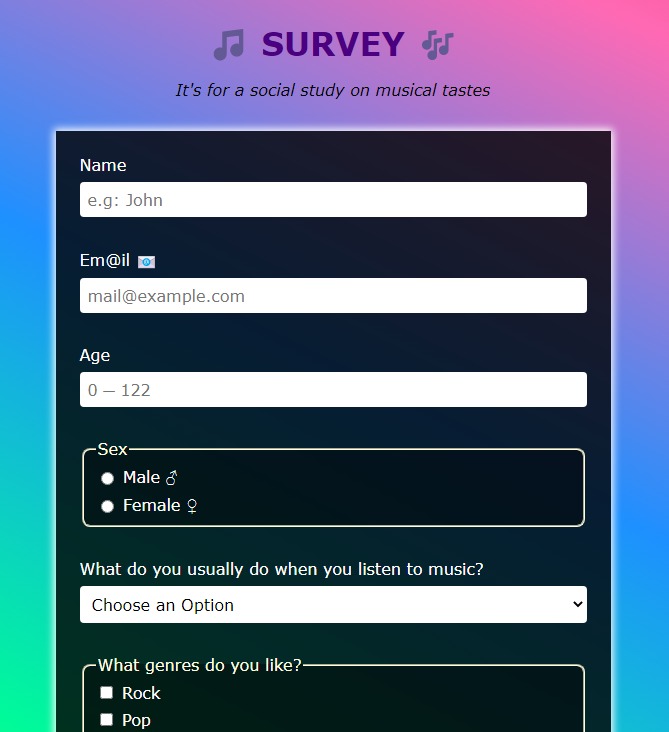 🎵 SURVEY 🎶
It's for a social study on musical tastes
Name
e.g: John
Em@il 📧
mail@example.com
Age
0 — 122
Sex
Male ♂
Female ♀
What do you usually do when you listen to music?
Choose an Option
What genres do you like?
Rock
Pop